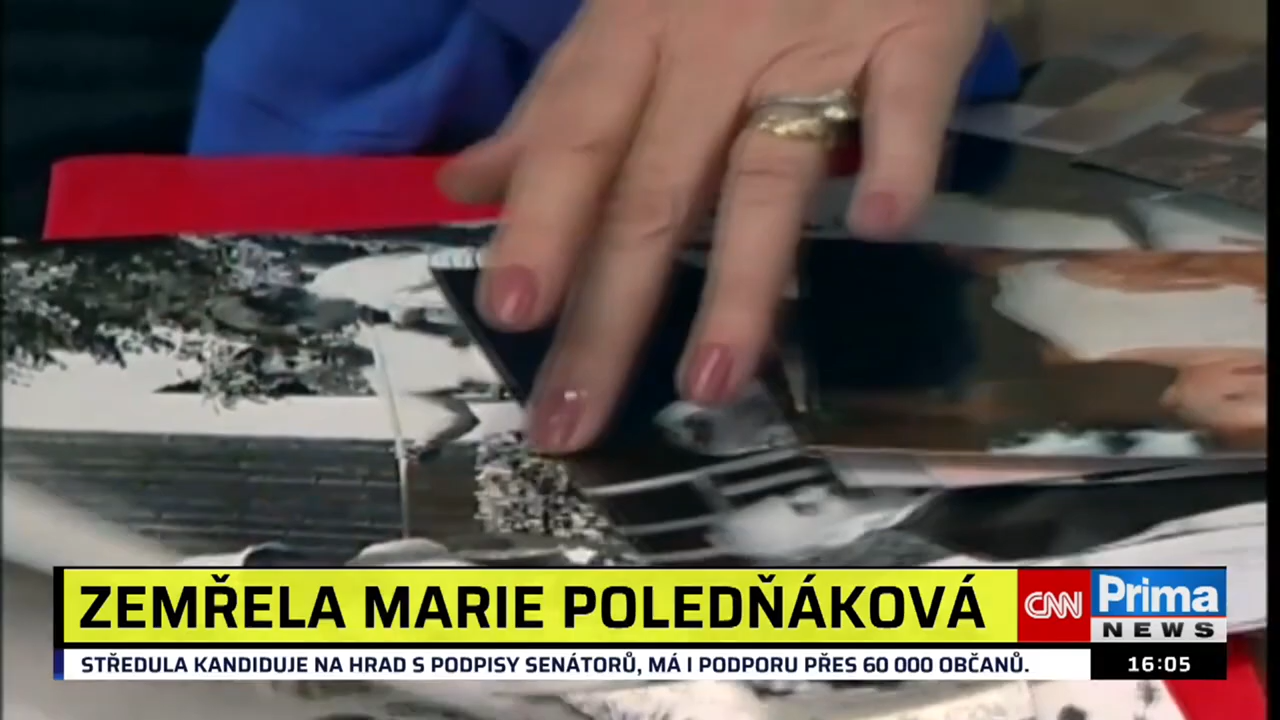 ZEMŘELA MARIE POLEDŇÁKOVÁ
CNN Prima NEWS
STŘEDULA KANDIDUJE NA HRAD S PODPISY SENÁTORŮ, MÁ I PODPORU PŘES 60 000 OBČANŮ.
16:05